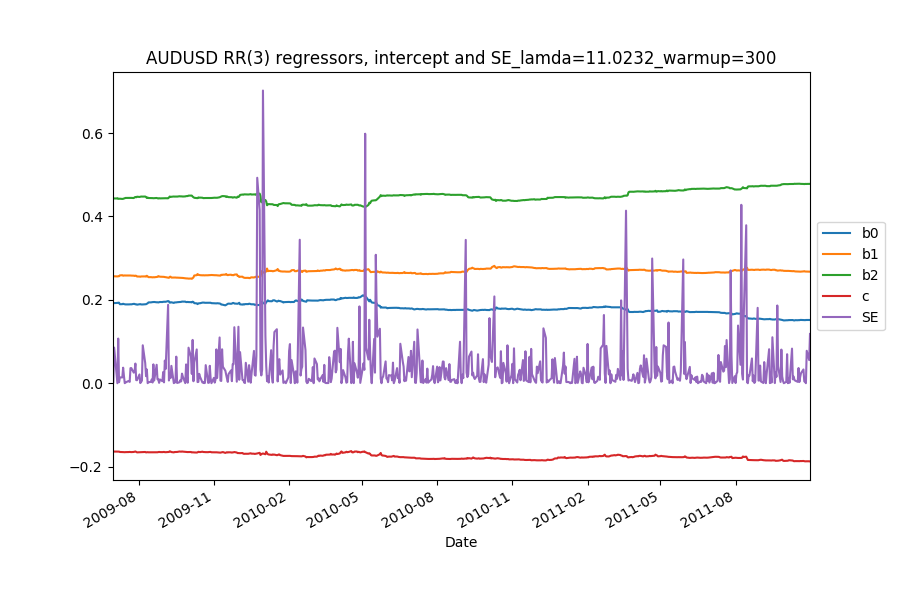 AUDUSD RR(3) regressors, intercept and SE_lamda=11.0232_warmup=300
0.6
0.4
0.2
0.0
−0.2
b0
b1
b2
c
SE
2009-08
2009-11
2010-02
2010-05
2010-08
2010-11
2011-02
2011-05
2011-08
Date